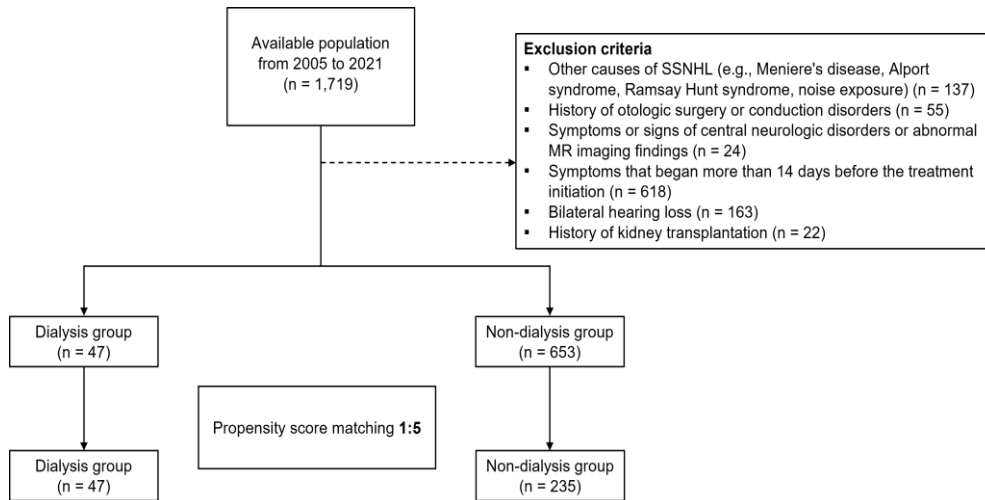 Available population
from 2005 to 2021
(n = 1,719)
Exclusion criteria
▪ Other causes of SSNHL (e.g., Meniere's disease, Alport
syndrome, Ramsay Hunt syndrome, noise exposure) (n = 137)
▪ History of otologic surgery or conduction disorders (n = 55)
▪ Symptoms or signs of central neurologic disorders or abnormal
MR imaging findings (n = 24)
▪ Symptoms that began more than 14 days before the treatment
initiation (n = 618)
▪ Bilateral hearing loss (n = 163)
▪ History of kidney transplantation (n = 22)
Dialysis group
(n = 47)
Non-dialysis group
(n = 653)
Propensity score matching 1:5
Dialysis group
(n = 47)
Non-dialysis group
(n = 235)